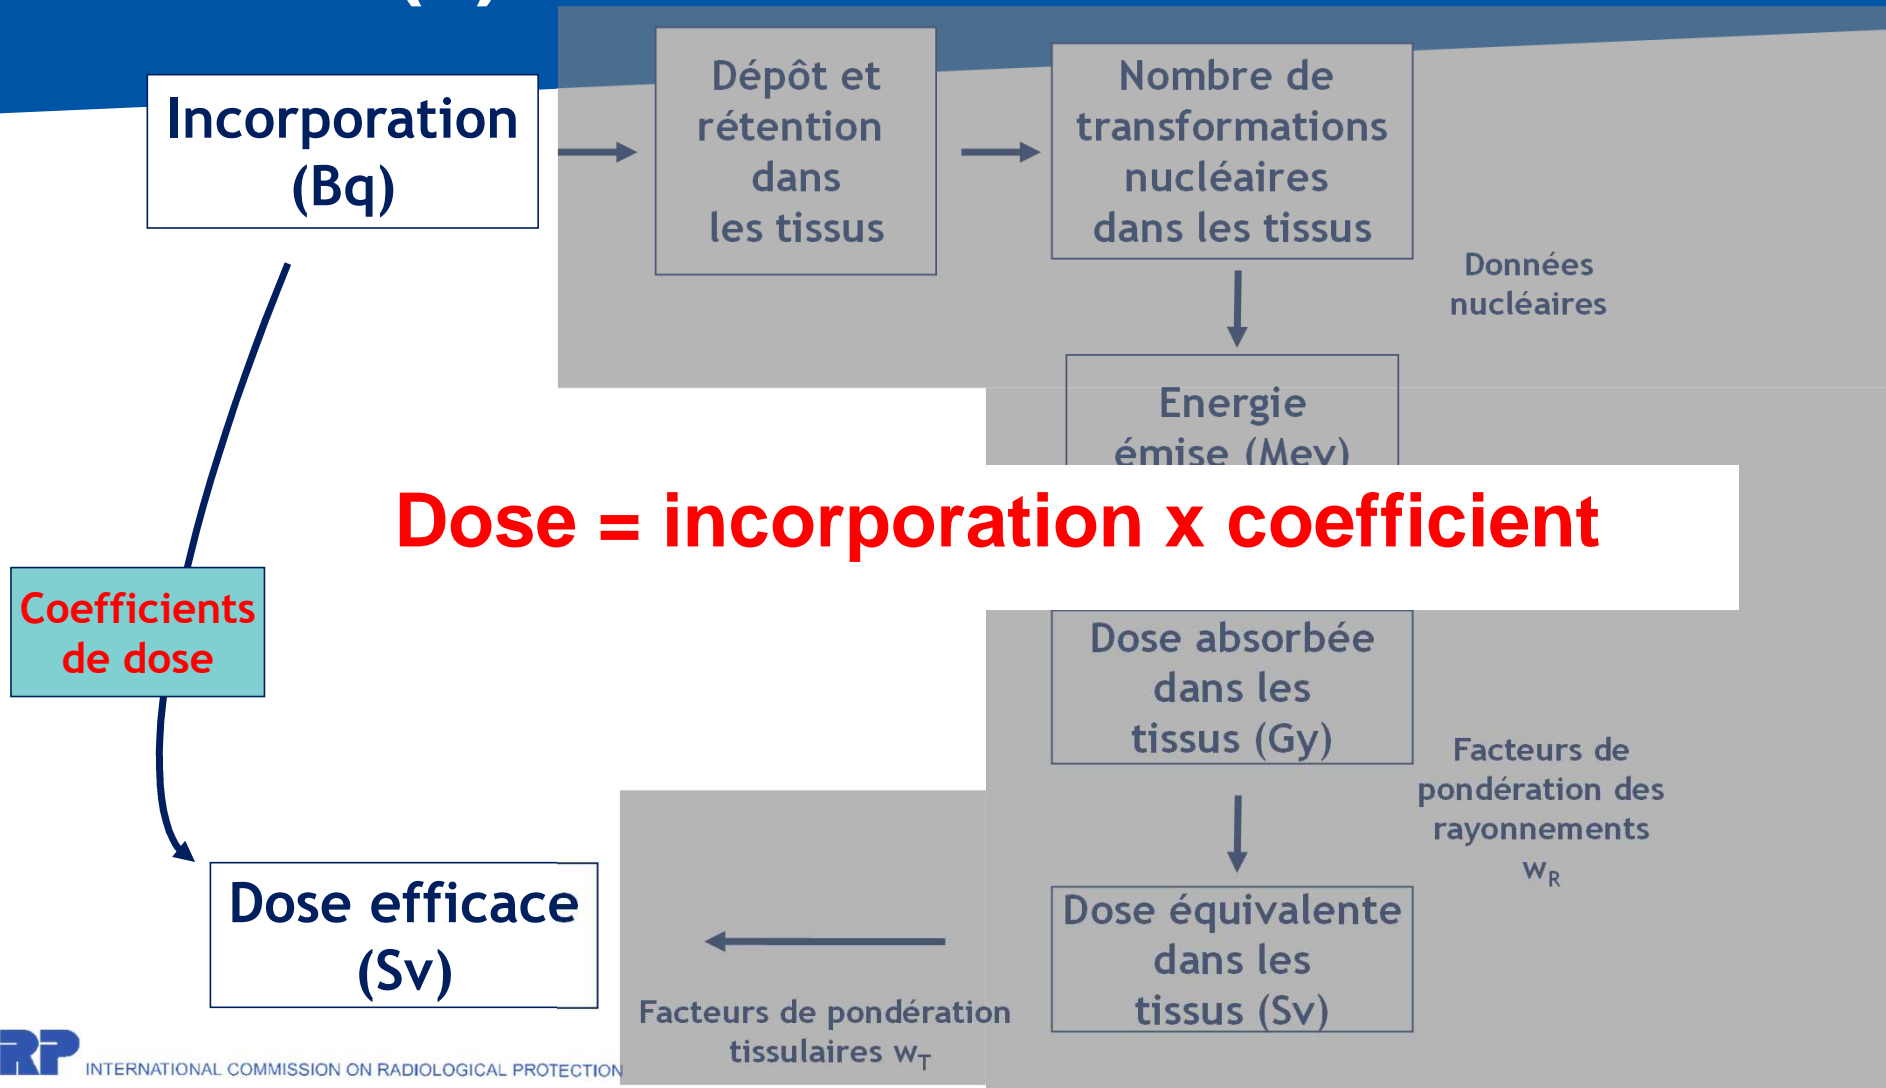 Incorporation
(Bq)
Dépôt et
rétention
dans
les tissus
Nombre de
transformations
nucléaires
dans les tissus
Données
nucléaires
Energie
émise (Mev)
Dose = incorporation x coefficient
Coefficients
de dose
Dose absorbée
dans les
tissus (Gy)
Facteurs de
pondération des
rayonnements
wR
Dose efficace
(Sv)
Dose équivalente
dans les
tissus (Sv)
Facteurs de pondération
tissulaires wT
RP
INTERNATIONAL COMMISSION ON RADIOLOGICAL PROTECTION